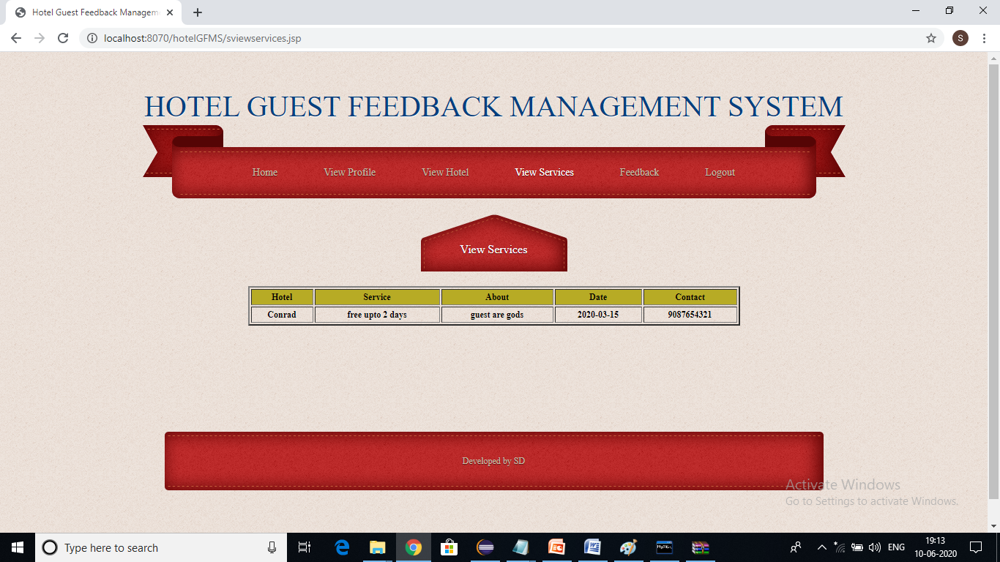 Hotel Guest Feedback Managem
localhost:8070/hotelGFMS/sviewservices.jsp
S
HOTEL GUEST FEEDBACK MANAGEMENT SYSTEM
Home View Profile View Hotel View Services Feedback Logout
View Services
Hotel Service About Date Contact
Conrad free upto 2 days guest are gods 2020-03-15 9087654321
Developed by SD
Activate Windows
Go to Settings to activate Windows.
Type here to search
ENG
19:13
10-06-2020